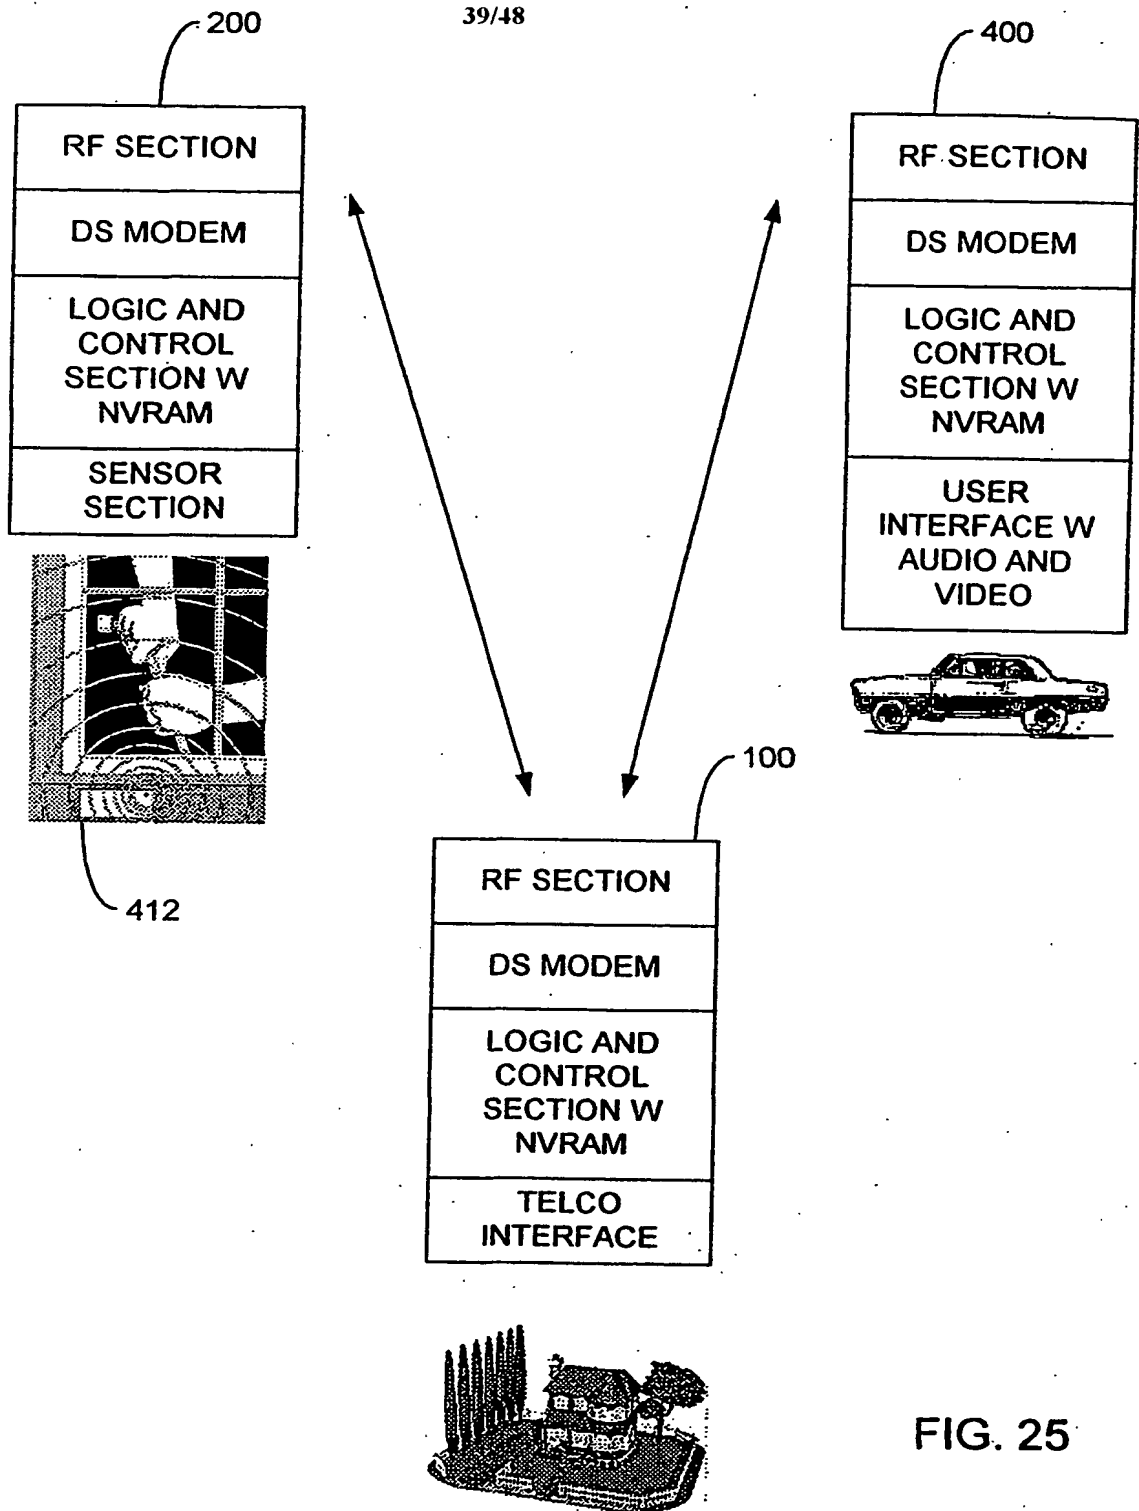 39/48
200
RF SECTION
DS MODEM
LOGIC AND
CONTROL
SECTION W
NVRAM
SENSOR
SECTION
412
400
RF SECTION
DS MODEM
LOGIC AND
CONTROL
SECTION W
NVRAM
USER
INTERFACE W
AUDIO AND
VIDEO
100
RF SECTION
DS MODEM
LOGIC AND
CONTROL
SECTION W
NVRAM
TELCO
INTERFACE
FIG. 25